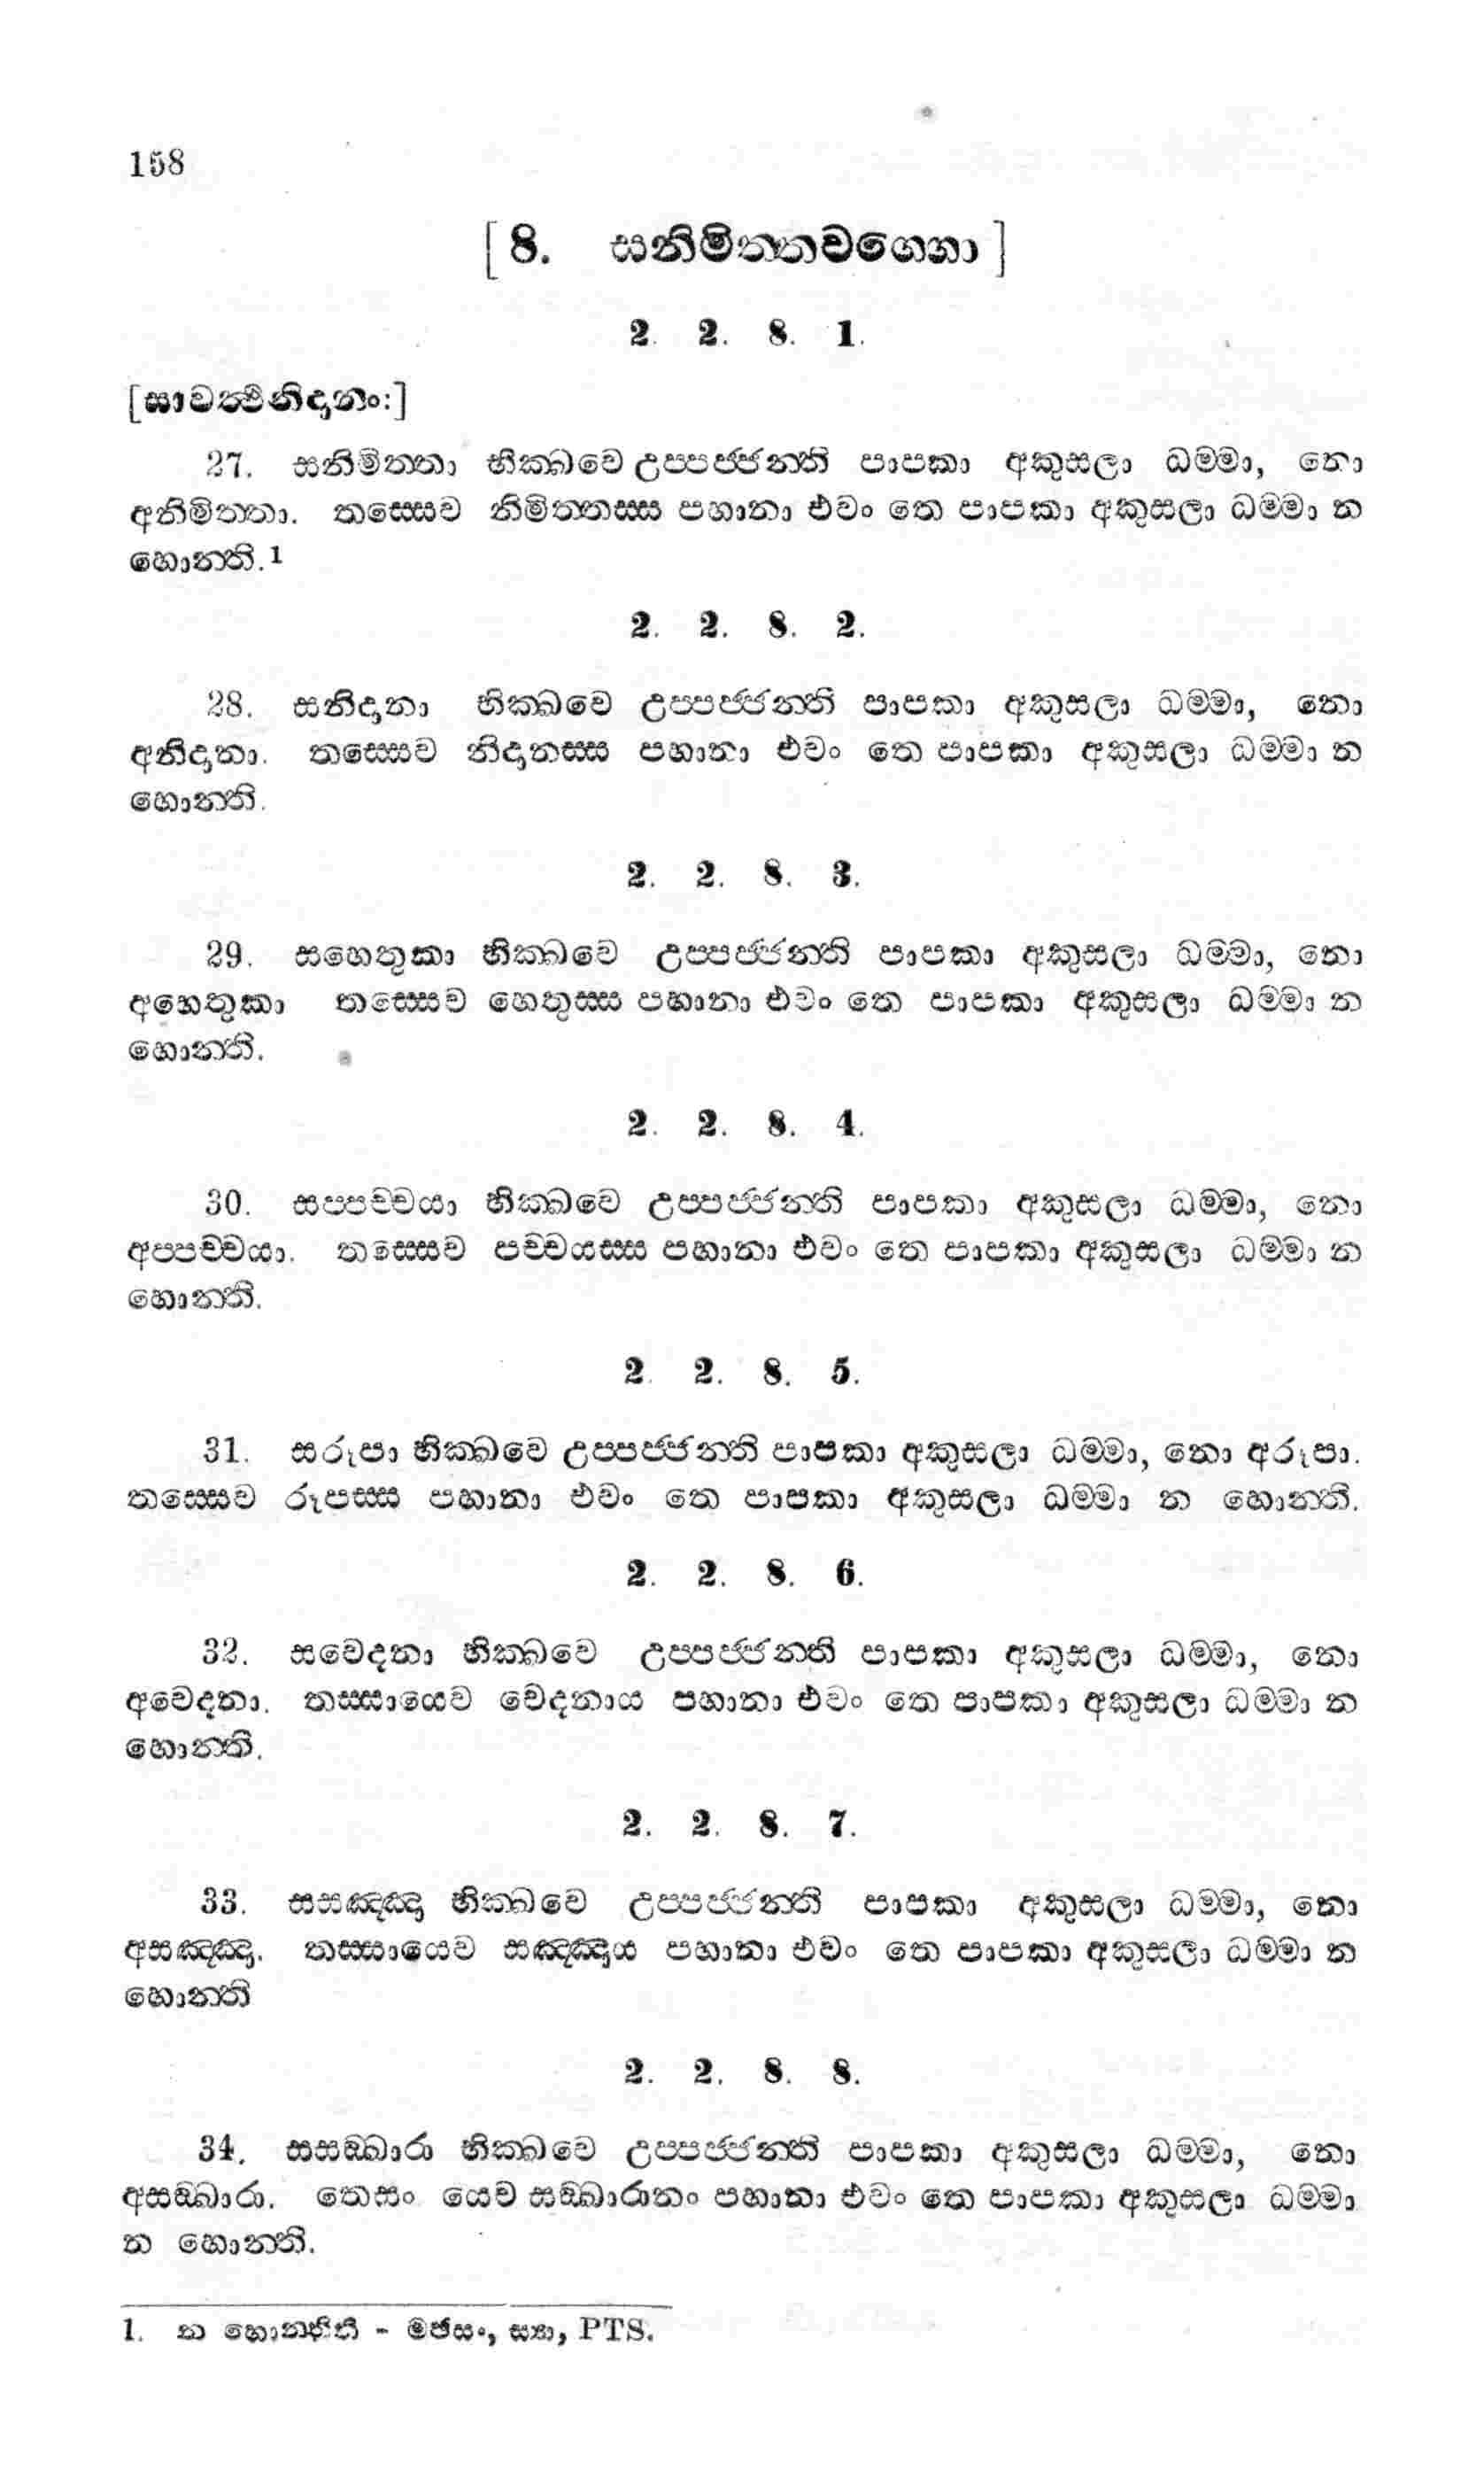 158
[8. සනිමිත්තවග්ගො]
2. 2. 8. 1.
[සාවත්ථිනිදානං:]
27. සනිමිත්තා භික්ඛවෙ උප්පජ්ජන්ති පාපකා අකුසලා ධම්මා, නො
අනිමිත්තා. තස්සෙව නිමිත්තස්ස පහානා එවං තෙ පාපකා අකුසලා ධම්මා න
හොන්ති.1
2. 2. 8. 2.
28. සනිදානා භික්ඛවෙ උප්පජ්ජන්ති පාපකා අකුසලා ධම්මා, නො
අනිදානා. තස්සෙව නිදානස්ස පහානා එවං තෙ පාපකා අකුසලා ධම්මා න
හොන්ති.
2. 2. 8. 3.
29. සහෙතුකා භික්ඛවෙ උප්පජ්ජන්ති පාපකා අකුසලා ධම්මා, නො
අහෙතුකා තස්සෙව හෙතුස්ස පහානා එවං තෙ පාපකා අකුසලා ධම්මා න
හොන්ති.
2. 2. 8. 4.
30. සප්පච්චයා භික්ඛවෙ උප්පජ්ජන්ති පාපකා අකුසලා ධම්මා, නො
අප්පච්චයා. තස්සෙව පච්චයස්ස පහානා එවං තෙ පාපකා අකුසලා ධම්මා න
හොන්ති.
2. 2. 8. 5.
31. සරූපා භික්ඛවෙ උප්පජ්ජන්ති පාපකා අකුසලා ධම්මා, නො අරූපා.
තස්සෙව රූපස්ස පහානා එවං තෙ පාපකා අකුසලා ධම්මා න හොන්ති.
2. 2. 8. 6.
32. සවෙදනා භික්ඛවෙ උප්පජ්ජන්ති පාපකා අකුසලා ධම්මා, නො
අවෙදනා. තස්සායෙව වෙදනාය පහානා එවං තෙ පාපකා අකුසලා ධම්මා න
හොන්ති.
2. 2. 8. 7.
33. සසඤ්ඤා භික්ඛවෙ උප්පජ්ජන්ති පාපකා අකුසලා ධම්මා, නො
අසඤ්ඤා. තස්සායෙව සඤ්ඤාය පහානා එවං තෙ පාපකා අකුසලා ධම්මා න
හොන්ති
2. 2. 8. 8.
34. සසඞ්ඛාරා භික්ඛවෙ උප්පජ්ජන්ති පාපකා අකුසලා ධම්මා, නො
අසඞ්ඛාරා. තෙසං යෙව සඞ්ඛාරානං පහානා එවං තෙ පාපකා අකුසලා ධම්මා
න හොන්ති.
1. න හොන්තීති - මජසං, ස්‍යා, PTS.